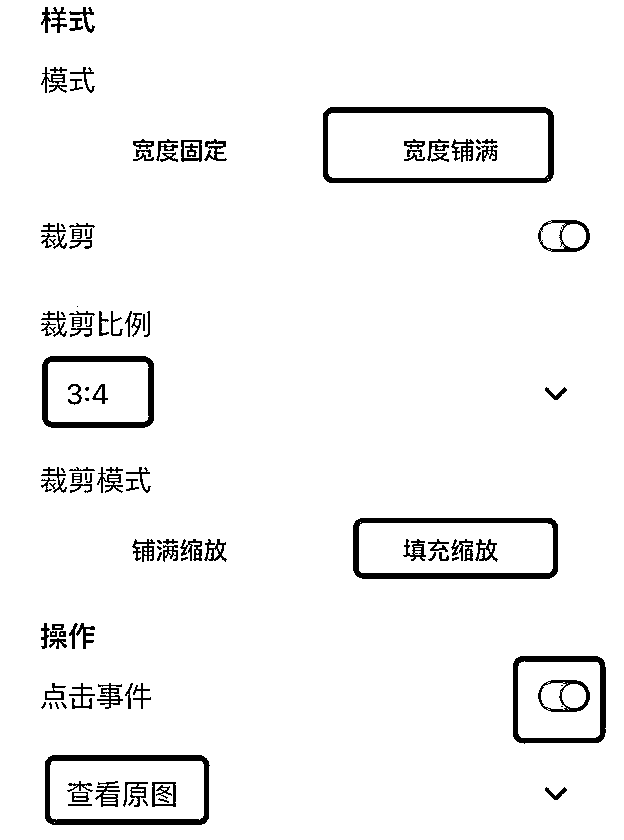 样式
模式
宽度固定 宽度铺满
裁剪
裁剪比例
3:4
裁剪模式
铺满缩放 填充缩放
操作
点击事件
查看原图